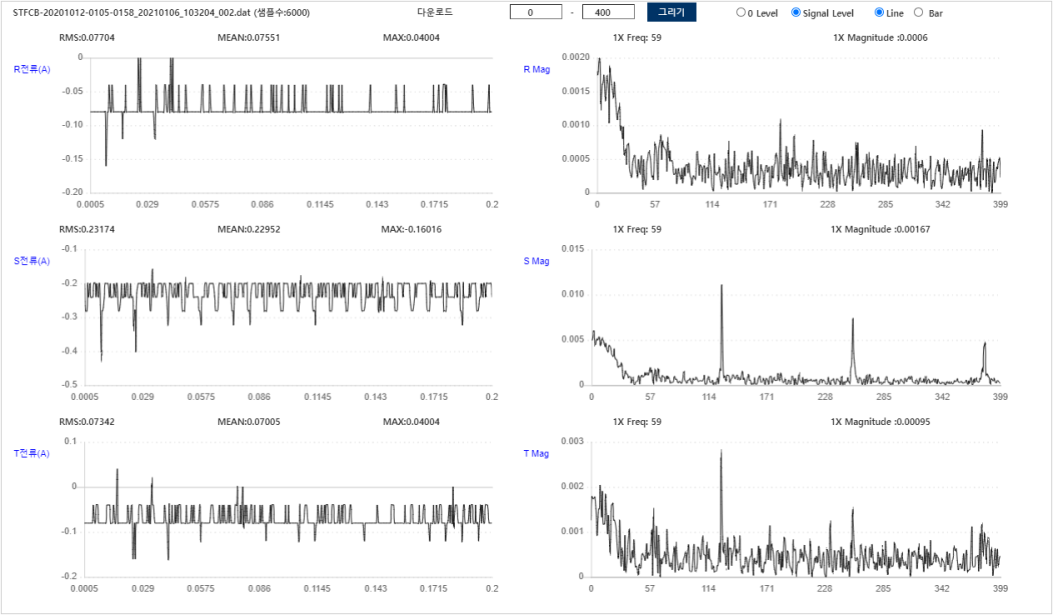 STFCB-20201012-0105-0158_20210106_103204_002.dat (샘플수:6000) 다운로드 0 - 400 그리기 0 Level Signal Level Line Bar
RMS:0.07704 MEAN:0.07551 MAX:0.04004 1X Freq: 59 1X Magnitude :0.0006
R전류(A) R Mag
0 -0.05 -0.10 -0.15 -0.20
0.0005 0.029 0.0575 0.086 0.1145 0.143 0.1715 0.2
0.0020 0.0015 0.0010 0.0005 0
0 57 114 171 228 285 342 399
RMS:0.23174 MEAN:0.22952 MAX:-0.16016 1X Freq: 59 1X Magnitude :0.00167
S전류(A) S Mag
-0.1 -0.2 -0.3 -0.4 -0.5
0.0005 0.029 0.0575 0.086 0.1145 0.143 0.1715 0.2
0.015 0.010 0.005 0
0 57 114 171 228 285 342 399
RMS:0.07342 MEAN:0.07005 MAX:0.04004 1X Freq: 59 1X Magnitude :0.00095
T전류(A) T Mag
0.1 0 -0.1 -0.2
0.0005 0.029 0.0575 0.086 0.1145 0.143 0.1715 0.2
0.003 0.002 0.001 0
0 57 114 171 228 285 342 399